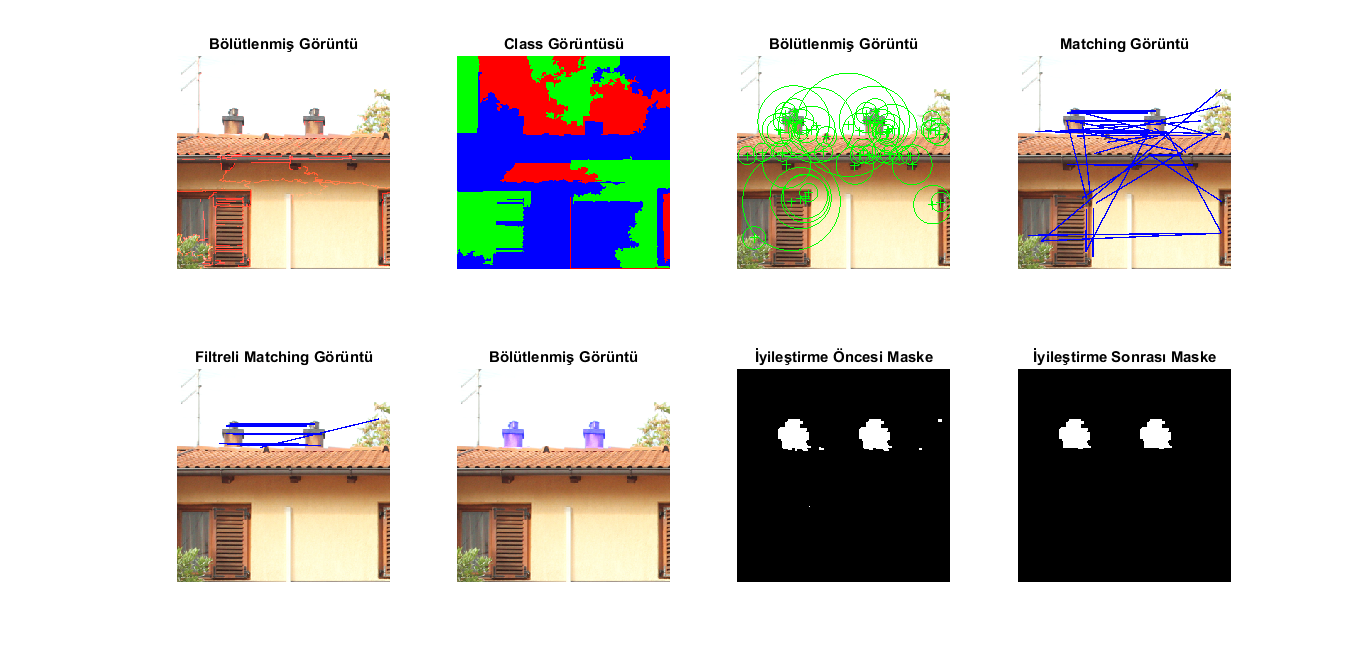 Bölütlenmiş Görüntü
Class Görüntüsü
Bölütlenmiş Görüntü
Matching Görüntü
Filtreli Matching Görüntü
Bölütlenmiş Görüntü
İyileştirme Öncesi Maske
İyileştirme Sonrası Maske